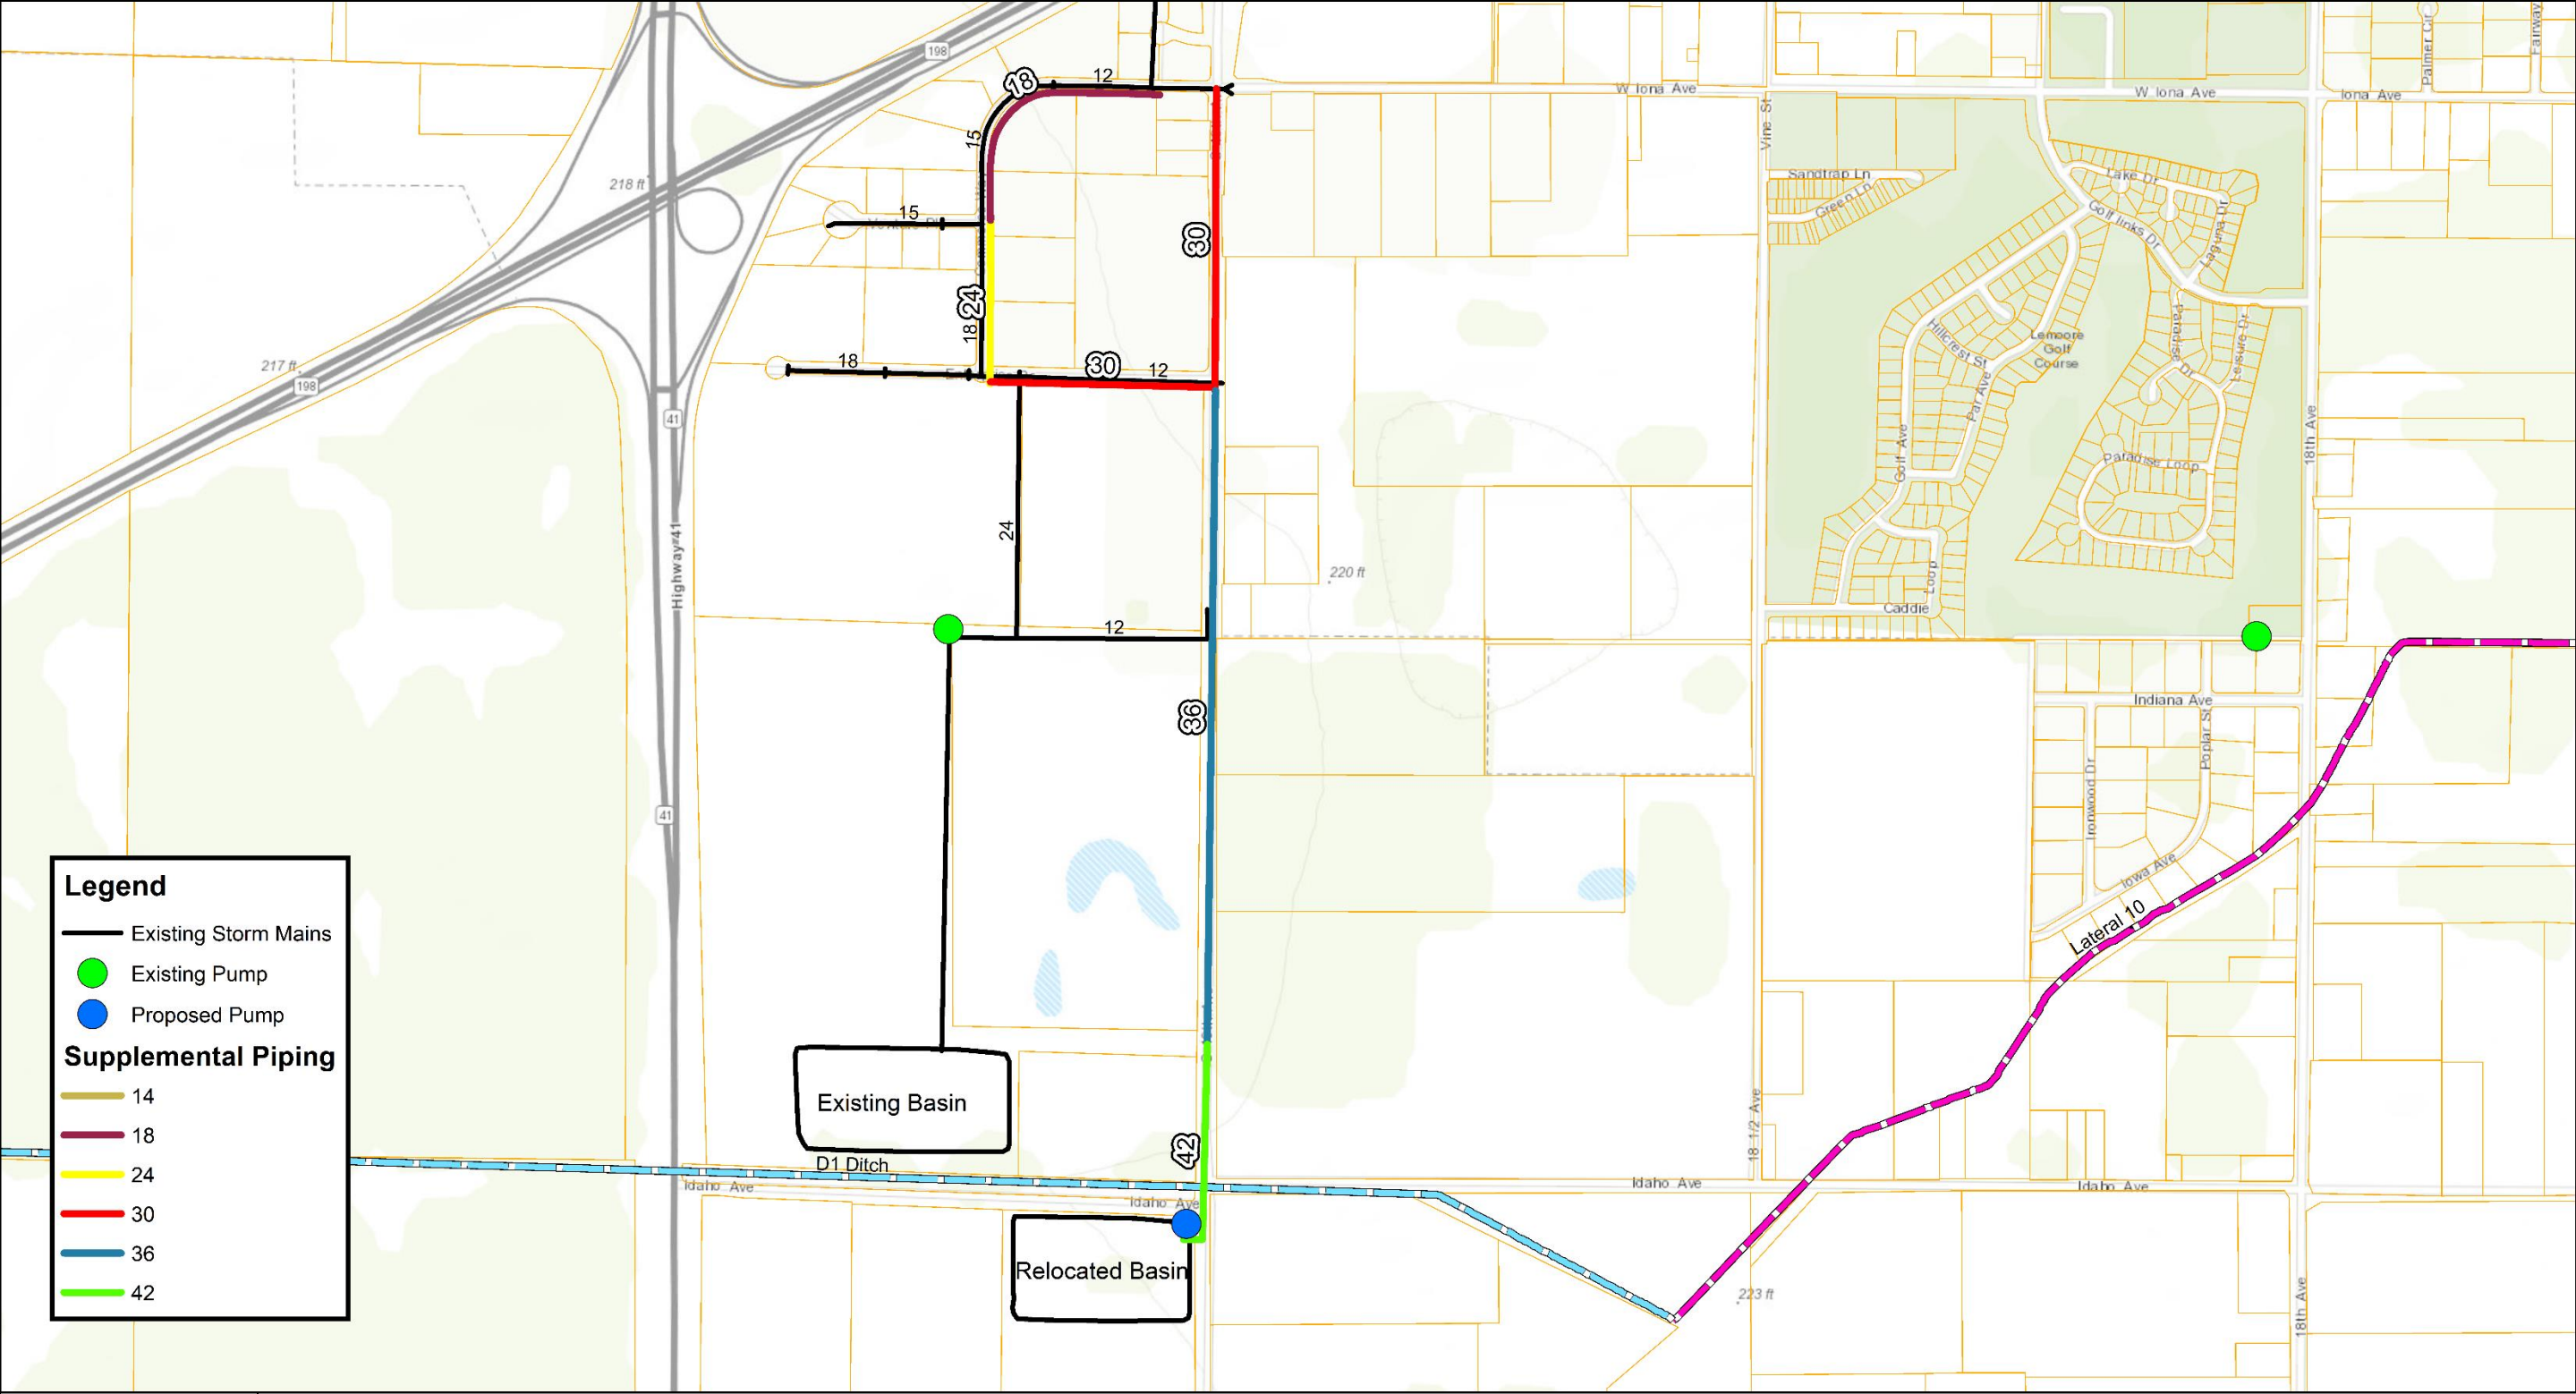 Palmer Cir
Fairway
198
18
12
W Iona Ave
W Iona Ave
Iona Ave
Vine St
15
218 ft
Sandtrap Ln
Green Ln
Lake Dr
Golf links Dr
Laguna Dr
15
30
24
18
Hillcrest St
Lemoore
Golf
Course
Paradise Dr
Leisure Dr
217 ft
198
18
30
12
Par Ave
41
Golf Ave
18th Ave
Paradise Loop
Highway 41
24
220 ft
Loop
Caddie
12
36
Indiana Ave
Poplar St
Ironwood Dr
41
Iowa Ave
Lateral 10
Legend
Existing Storm Mains
Existing Pump
Proposed Pump
Supplemental Piping
14
18
24
30
36
42
Existing Basin
42
18 1/2 Ave
D1 Ditch
Idaho Ave
Idaho Ave
Idaho Ave
Idaho Ave
Relocated Basin
223 ft
18th Ave